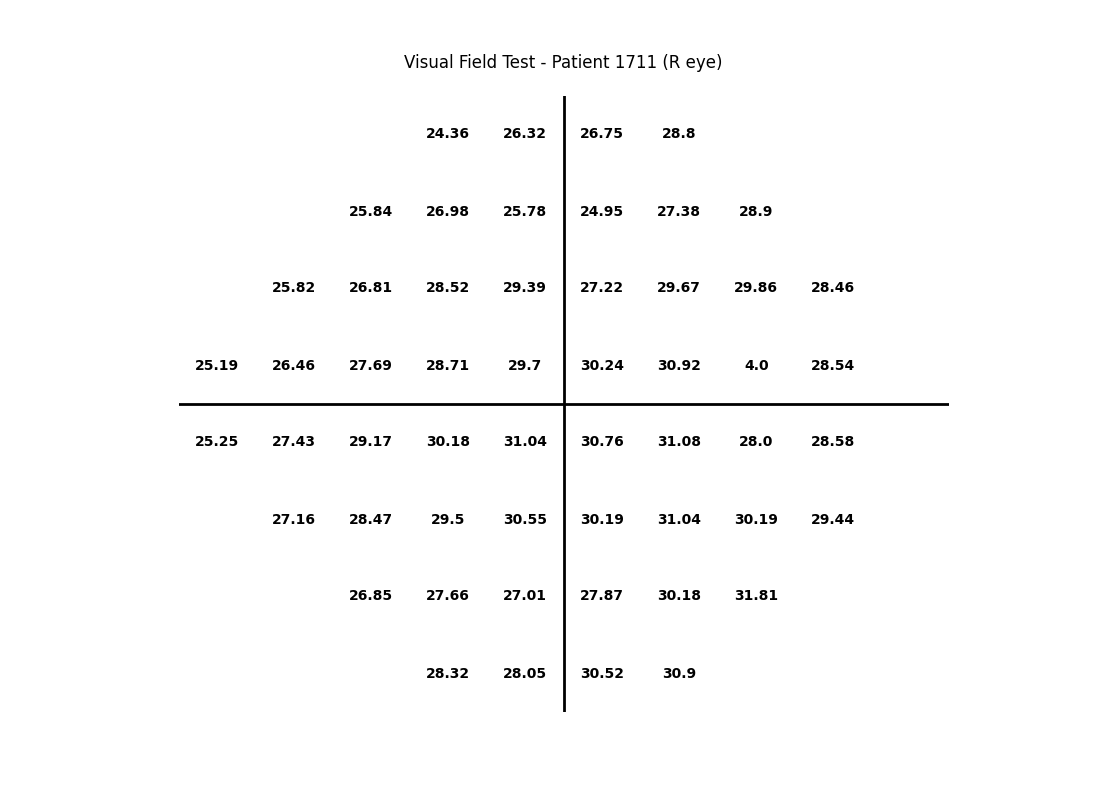 Visual Field Test - Patient 1711 (R eye)
24.36 26.32 26.75 28.8
25.84 26.98 25.78 24.95 27.38 28.9
25.82 26.81 28.52 29.39 27.22 29.67 29.86 28.46
25.19 26.46 27.69 28.71 29.7 30.24 30.92 4.0 28.54
25.25 27.43 29.17 30.18 31.04 30.76 31.08 28.0 28.58
27.16 28.47 29.5 30.55 30.19 31.04 30.19 29.44
26.85 27.66 27.01 27.87 30.18 31.81
28.32 28.05 30.52 30.9